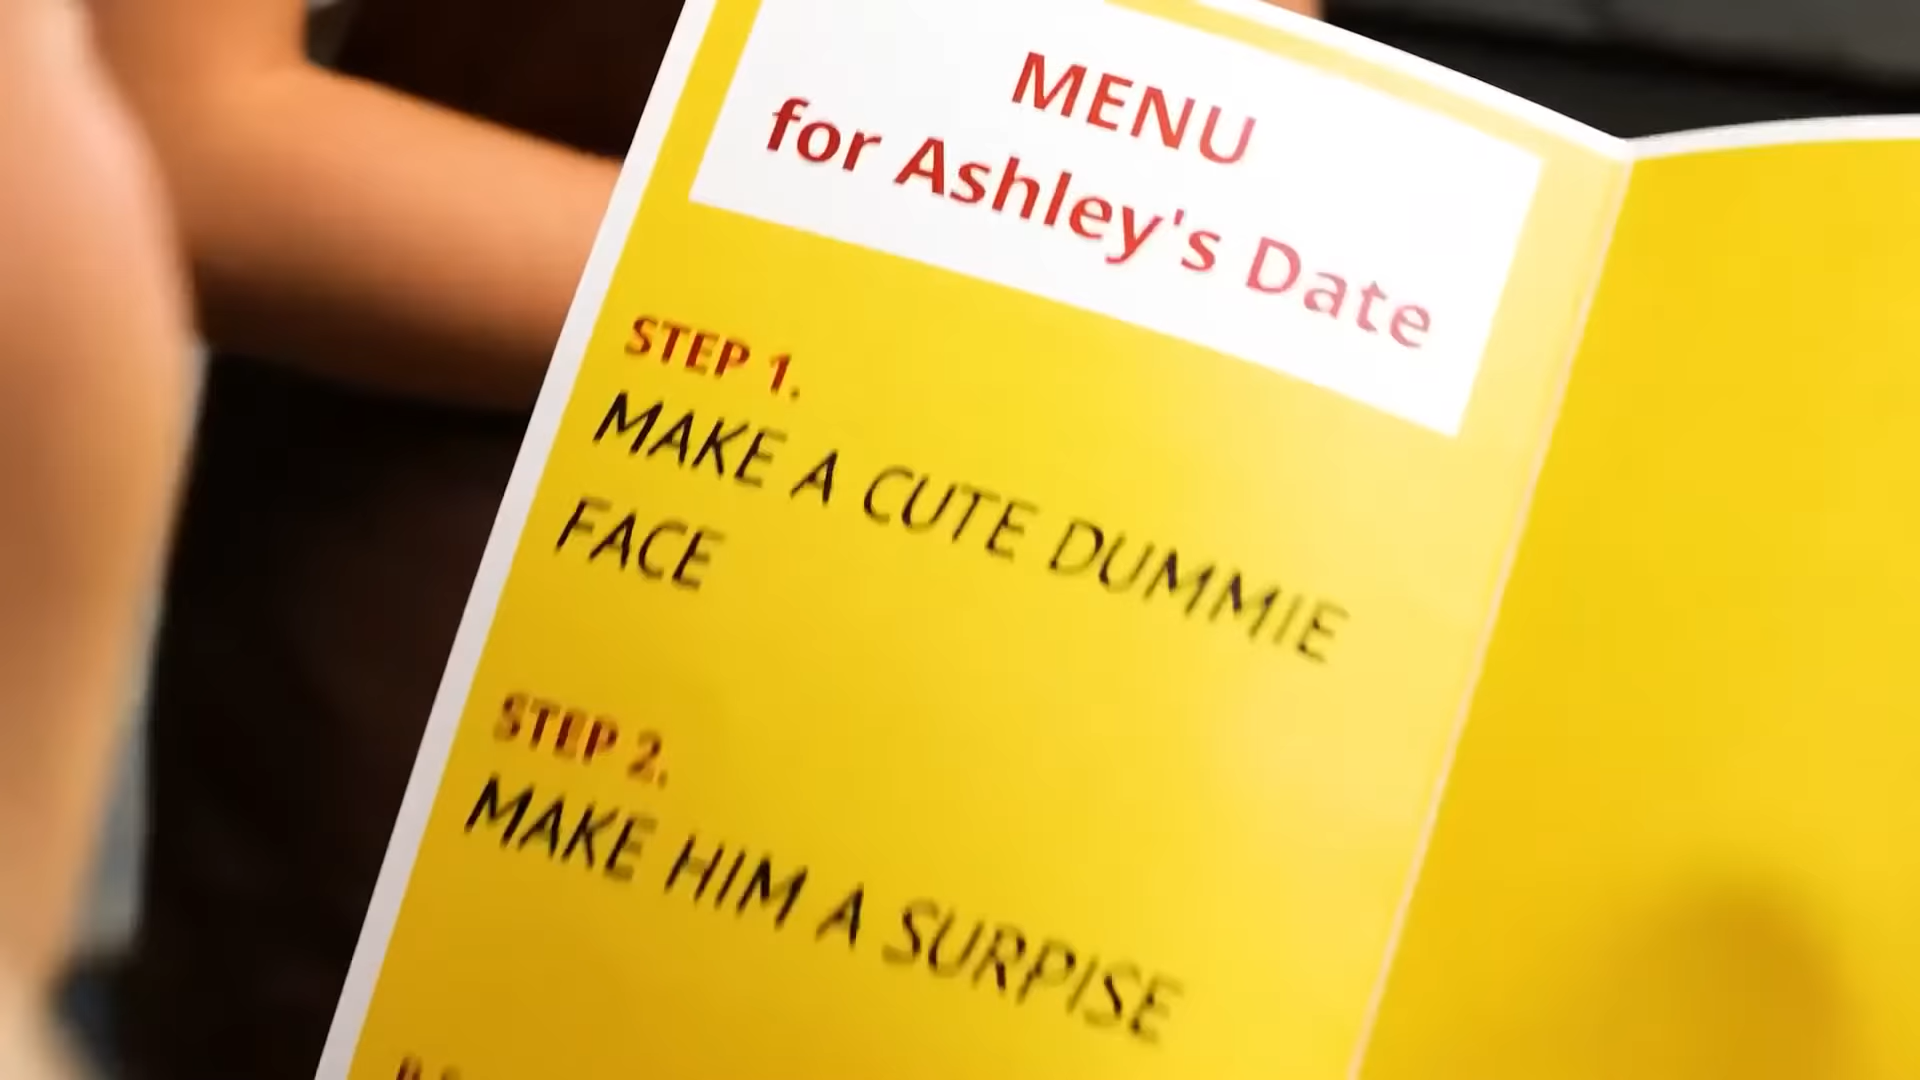 MENU
for Ashley's Date
STEP 1.
MAKE A CUTE DUMMIE
FACE
STEP 2.
MAKE HIM A SURPISE